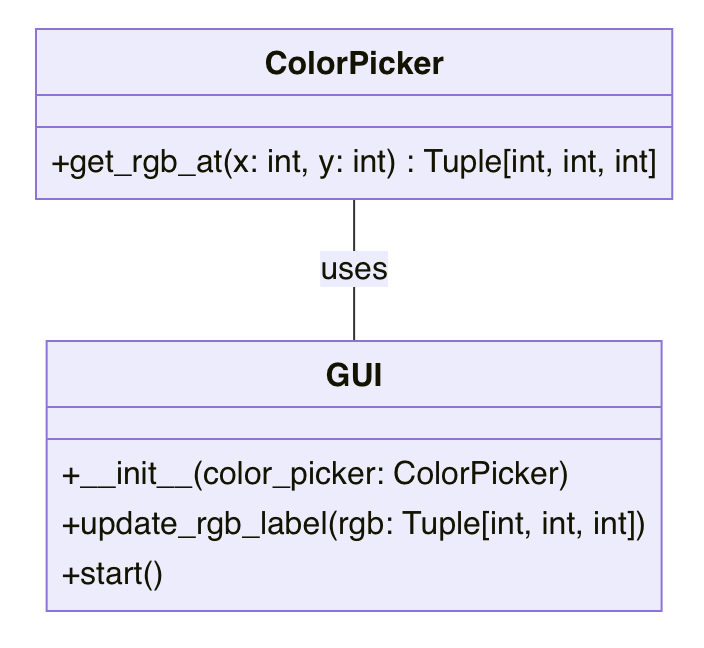 ColorPicker
+get_rgb_at(x: int, y: int) : Tuple[int, int, int]
uses
GUI
+__init__(color_picker: ColorPicker)
+update_rgb_label(rgb: Tuple[int, int, int])
+start()